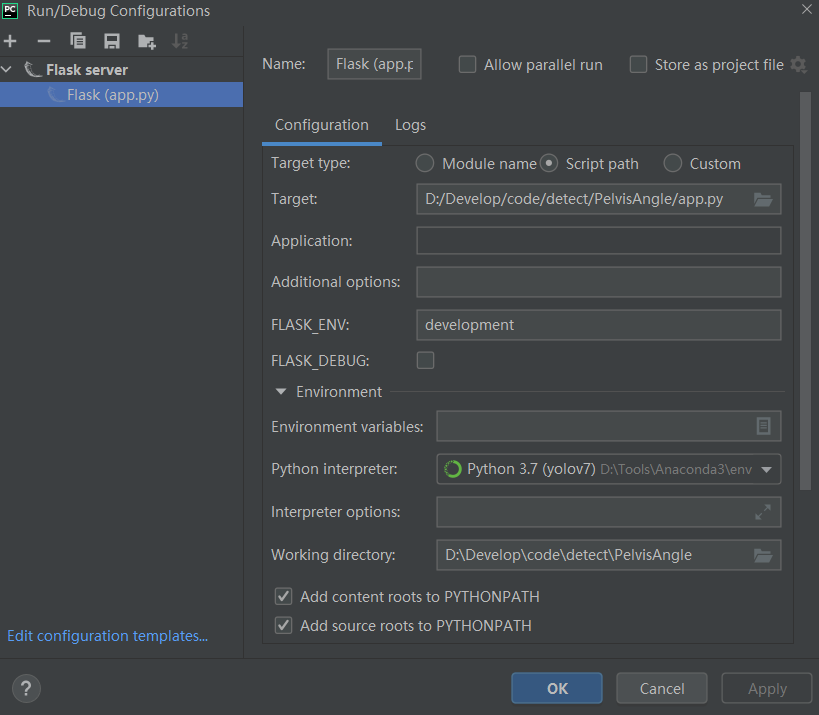 PC Run/Debug Configurations
Flask server
Flask (app.py)
Edit configuration templates...
Name: Flask (app.p Allow parallel run Store as project file
Configuration Logs
Target type: Module name Script path Custom
Target: D:/Develop/code/detect/PelvisAngle/app.py
Application:
Additional options:
FLASK_ENV: development
FLASK_DEBUG:
Environment
Environment variables:
Python interpreter: Python 3.7 (yolov7) D:\Tools\Anaconda3\env
Interpreter options:
Working directory: D:\Develop\code\detect\PelvisAngle
Add content roots to PYTHONPATH
Add source roots to PYTHONPATH
? OK Cancel Apply